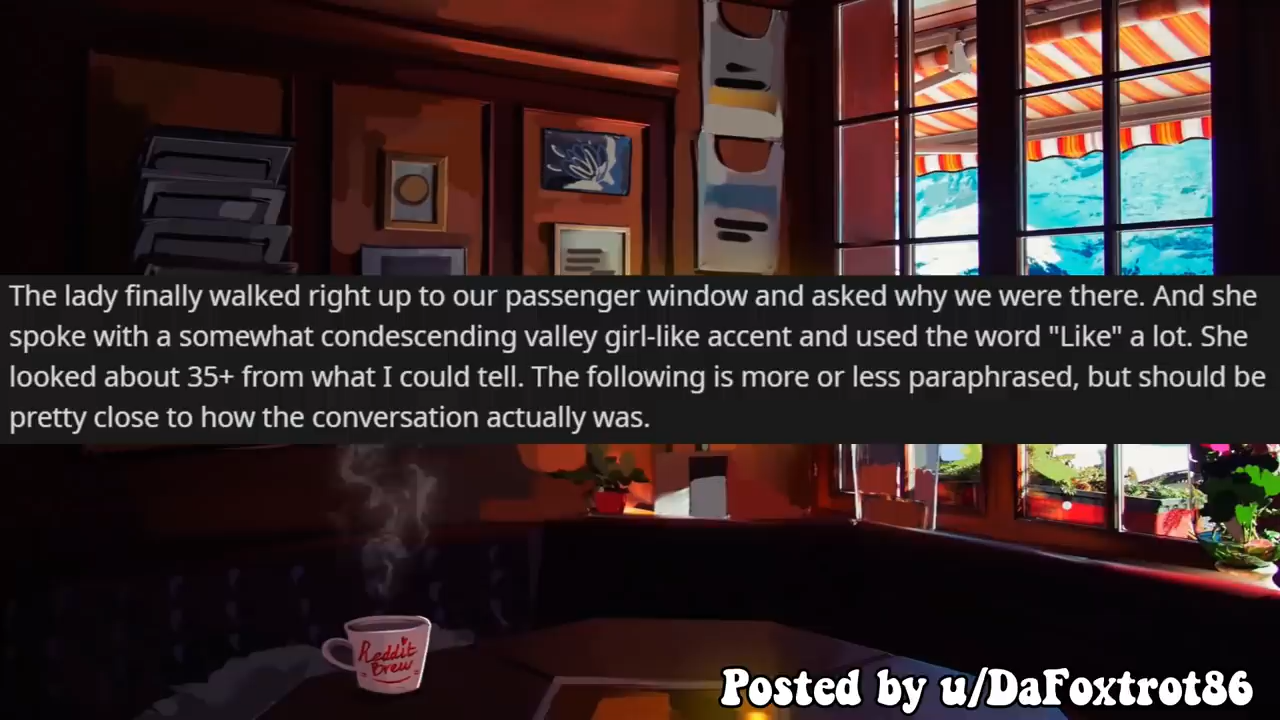 The lady finally walked right up to our passenger window and asked why we were there. And she
spoke with a somewhat condescending valley girl-like accent and used the word "Like" a lot. She
looked about 35+ from what I could tell. The following is more or less paraphrased, but should be
pretty close to how the conversation actually was.
Reddit
Brew
Posted by u/DaFoxtrot86